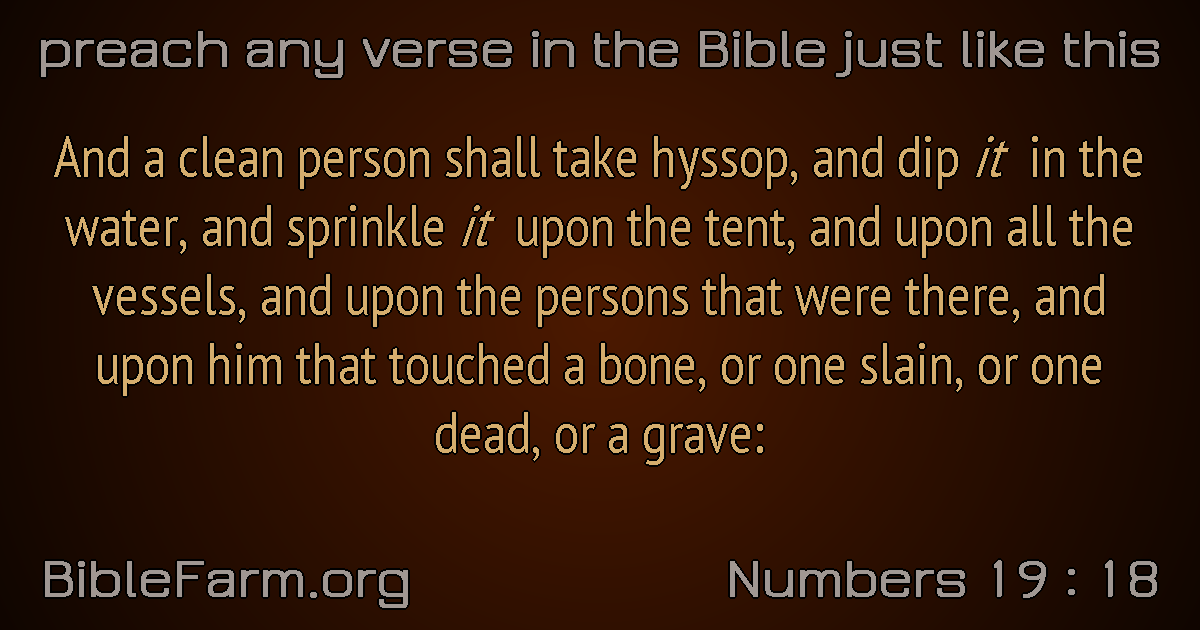 preach any verse in the Bible just like this
And a clean person shall take hyssop, and dip it in the
water, and sprinkle it upon the tent, and upon all the
vessels, and upon the persons that were there, and
upon him that touched a bone, or one slain, or one
dead, or a grave:
BibleFarm.org
Numbers 19 : 18